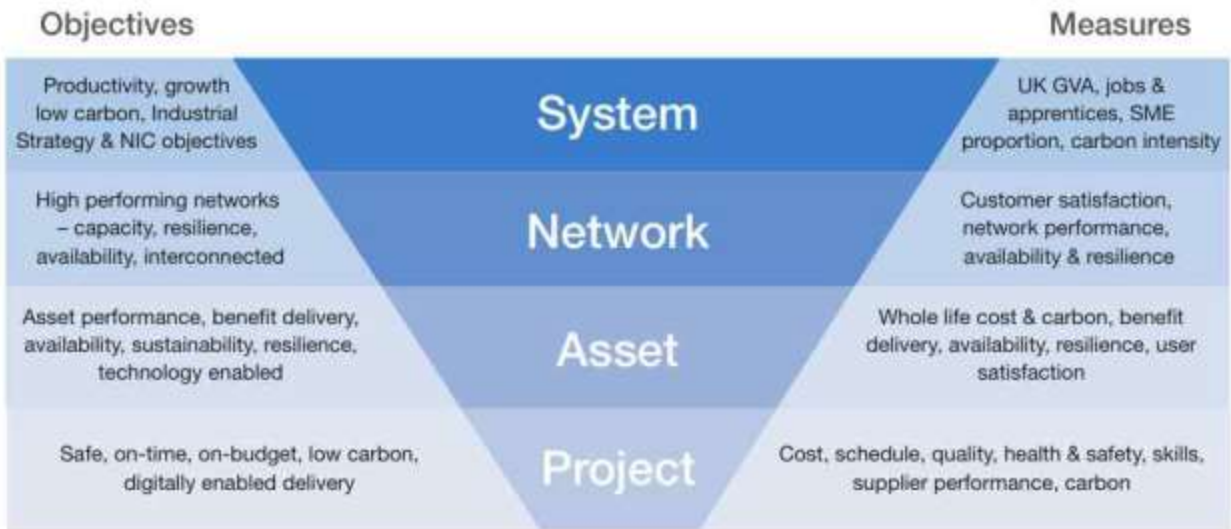 Objectives
Measures
Productivity, growth
low carbon, Industrial
Strategy & NIC objectives
System
UK GVA, jobs &
apprentices, SME
proportion, carbon intensity
High performing networks
– capacity, resilience,
availability, interconnected
Network
Customer satisfaction,
network performance,
availability & resilience
Asset performance, benefit delivery,
availability, sustainability, resilience,
technology enabled
Asset
Whole life cost & carbon, benefit
delivery, availability, resilience, user
satisfaction
Safe, on-time, on-budget, low carbon,
digitally enabled delivery
Project
Cost, schedule, quality, health & safety, skills,
supplier performance, carbon